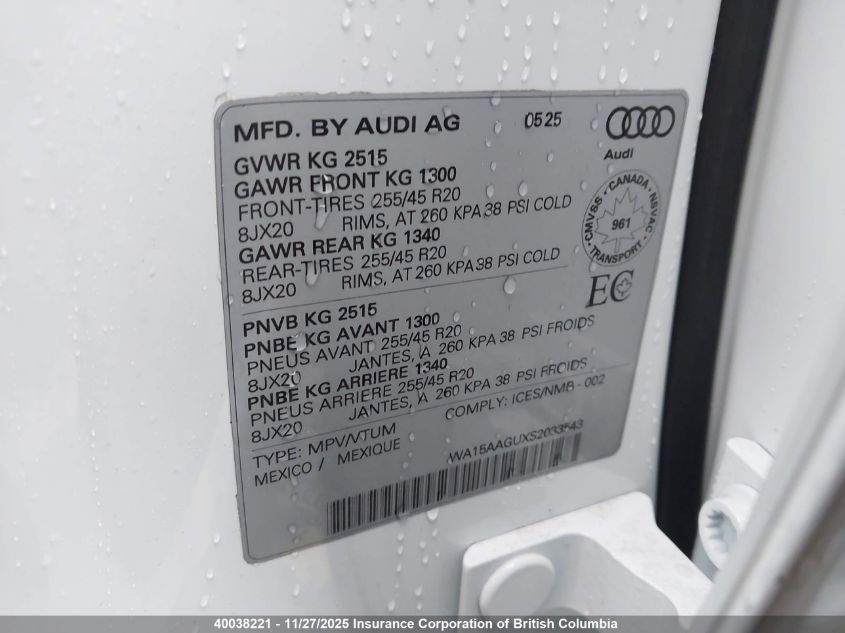 MFD. BY AUDI AG 0525
Audi
GVWR KG 2515
GAWR FRONT KG 1300
FRONT-TIRES 255/45 R20
8JX20 RIMS, AT 260 KPA 38 PSI COLD
GAWR REAR KG 1340
REAR-TIRES 255/45 R20
8JX20 RIMS, AT 260 KPA 38 PSI COLD
CANADA
CMVSS 961 NSVAC
TRANSPORT
EC
PNVB KG 2515
PNBE KG AVANT 1300
PNEUS AVANT 255/45 R20
8JX20 JANTES, A 260 KPA 38 PSI FROIDS
PNBE KG ARRIERE 1340
PNEUS ARRIERE 255/45 R20
8JX20 JANTES, A 260 KPA 38 PSI FROIDS
TYPE: MPV/VTUM COMPLY: ICES/NMB - 002
MEXICO / MEXIQUE WA15AAGUXS2033543
40038221 - 11/27/2025 Insurance Corporation of British Columbia